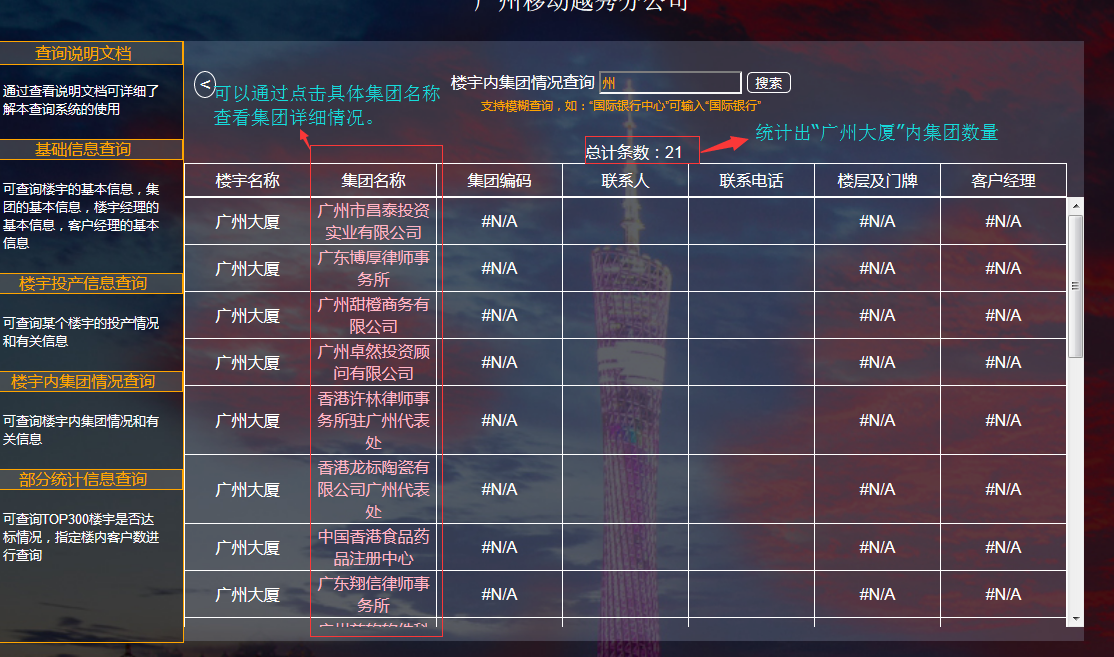 广州移动越秀分公司
查询说明文档
通过查看说明文档可详细了
解本查询系统的使用
基础信息查询
可查询楼宇的基本信息，集
团的基本信息，楼宇经理的
基本信息，客户经理的基本
信息
楼宇投产信息查询
可查询某个楼宇的投产情况
和有关信息
楼宇内集团情况查询
可查询楼宇内集团情况和有
关信息
部分统计信息查询
可查询TOP300楼宇是否达
标情况，指定楼内客户数进
行查询
<
可以通过点击具体集团名称
查看集团详细情况。
楼宇内集团情况查询 州 搜索
支持模糊查询，如：“国际银行中心”可输入“国际银行”
统计出“广州大厦”内集团数量
总计条数：21
楼宇名称 集团名称 集团编码 联系人 联系电话 楼层及门牌 客户经理
广州大厦 广州市昌泰投资 #N/A #N/A #N/A
实业有限公司
广州大厦 广东博厚律师事 #N/A #N/A #N/A
务所
广州大厦 广州甜橙商务有 #N/A #N/A #N/A
限公司
广州大厦 广州卓然投资顾 #N/A #N/A #N/A
问有限公司
香港许林律师事
广州大厦 务所驻广州代表 #N/A #N/A #N/A
处
香港龙标陶瓷有
广州大厦 限公司广州代表 #N/A #N/A #N/A
处
广州大厦 中国香港食品药 #N/A #N/A #N/A
品注册中心
广州大厦 广东翔信律师事 #N/A #N/A #N/A
务所